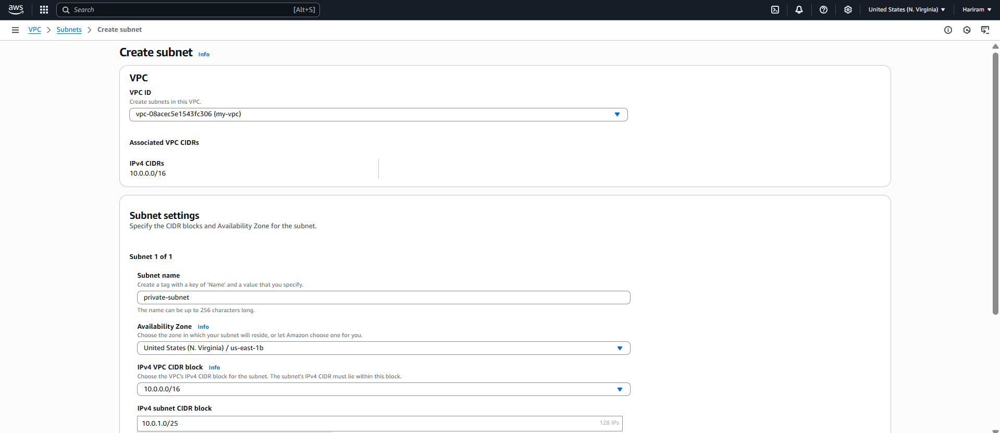 aws Search [Alt+S] United States (N. Virginia) Hariram
VPC Subnets Create subnet
Create subnet Info
VPC
VPC ID
Create subnets in this VPC.
vpc-08acec5e1543fc306 (my-vpc)
Associated VPC CIDRs
IPv4 CIDRs
10.0.0.0/16
Subnet settings
Specify the CIDR blocks and Availability Zone for the subnet.
Subnet 1 of 1
Subnet name
Create a tag with a key of 'Name' and a value that you specify.
private-subnet
The name can be up to 256 characters long.
Availability Zone Info
Choose the zone in which your subnet will reside, or let Amazon choose one for you.
United States (N. Virginia) / us-east-1b
IPv4 VPC CIDR block Info
Choose the VPC's IPv4 CIDR block for the subnet. The subnet's IPv4 CIDR must lie within this block.
10.0.0.0/16
IPv4 subnet CIDR block
10.0.1.0/25 128 IPs